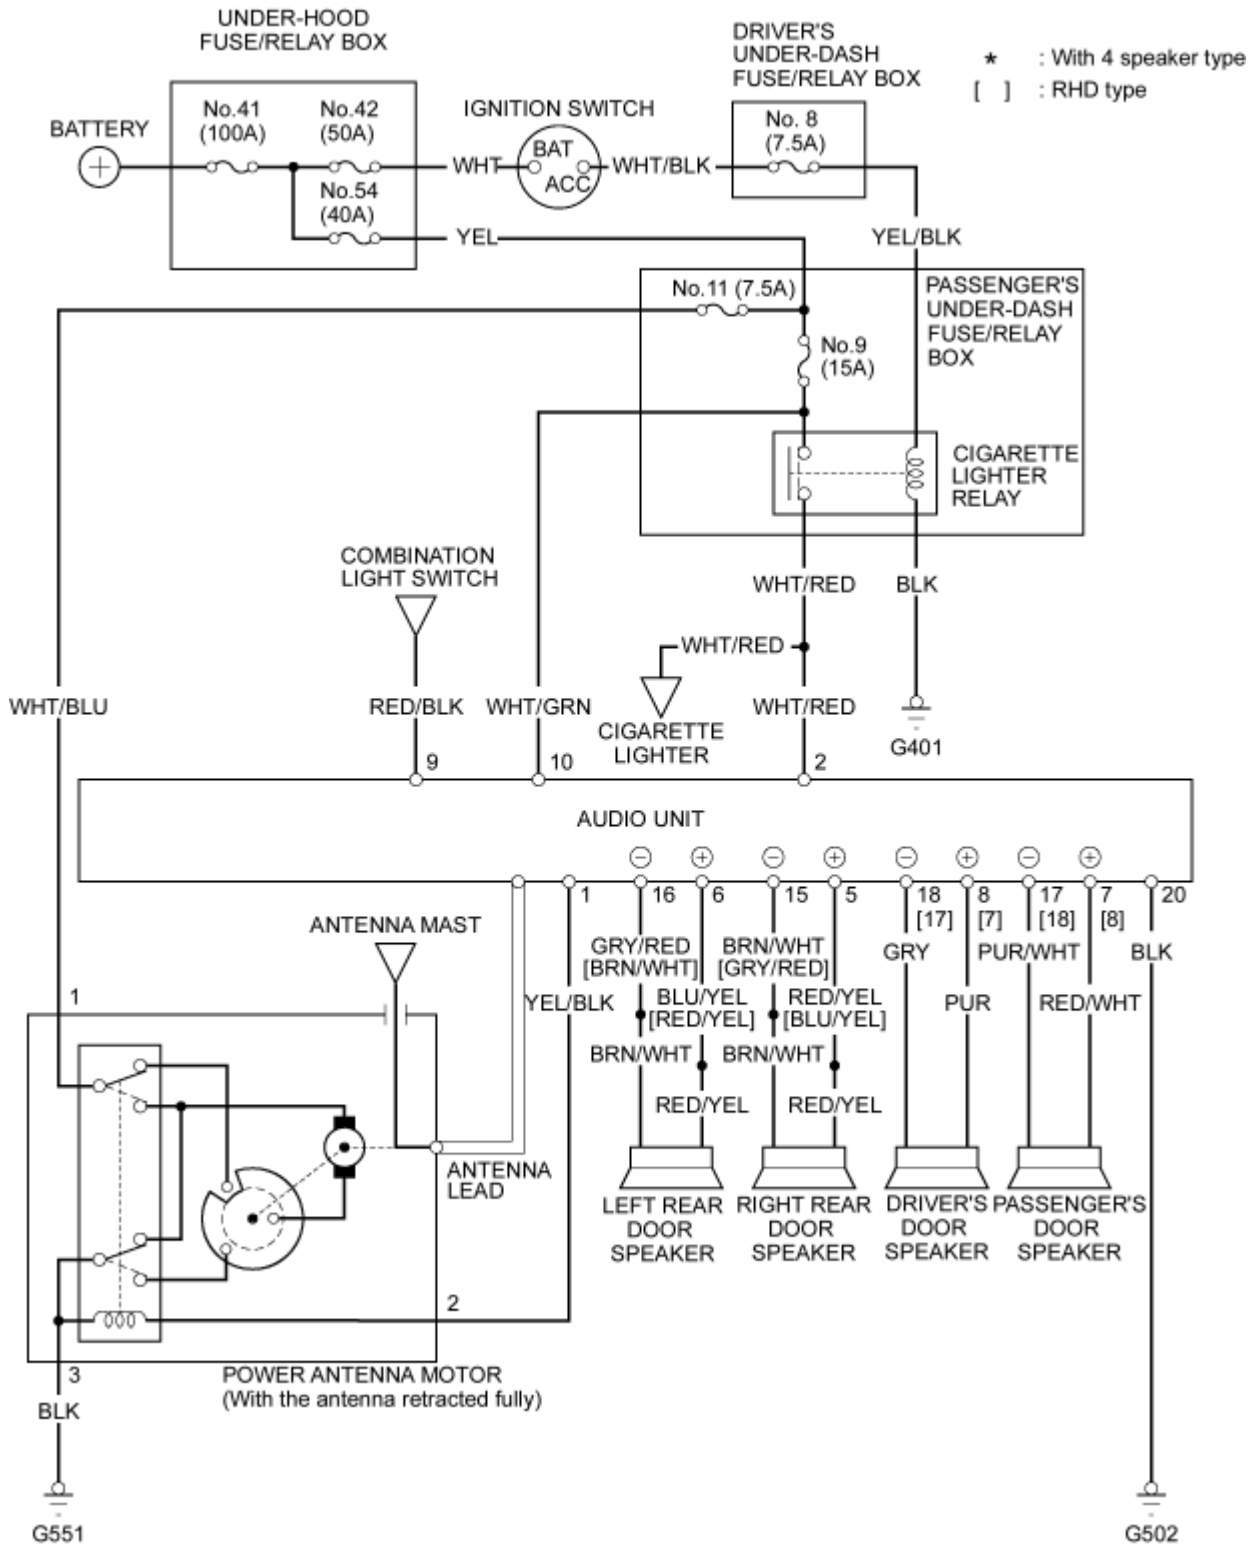 UNDER-HOOD
FUSE/RELAY BOX
DRIVER'S
UNDER-DASH
FUSE/RELAY BOX
* : With 4 speaker type
[ ] : RHD type
BATTERY
No.41
(100A)
No.42
(50A)
No.54
(40A)
WHT
IGNITION SWITCH
BAT
ACC
WHT/BLK
No. 8
(7.5A)
YEL
YEL/BLK
No.11 (7.5A)
PASSENGER'S
UNDER-DASH
FUSE/RELAY
BOX
No.9
(15A)
CIGARETTE
LIGHTER
RELAY
COMBINATION
LIGHT SWITCH
WHT/RED
BLK
WHT/RED
WHT/BLU
RED/BLK
WHT/GRN
CIGARETTE
LIGHTER
WHT/RED
G401
9
10
2
AUDIO UNIT
− + − + − + − +
1
16
6
15
5
18
[17]
8
[7]
17
[18]
7
[8]
20
ANTENNA MAST
GRY/RED
[BRN/WHT]
BRN/WHT
[GRY/RED]
GRY
PUR/WHT
BLK
1
YEL/BLK
BLU/YEL
[RED/YEL]
RED/YEL
[BLU/YEL]
PUR
RED/WHT
BRN/WHT
BRN/WHT
RED/YEL
RED/YEL
ANTENNA
LEAD
LEFT REAR
DOOR
SPEAKER
RIGHT REAR
DOOR
SPEAKER
DRIVER'S
DOOR
SPEAKER
PASSENGER'S
DOOR
SPEAKER
2
3
POWER ANTENNA MOTOR
(With the antenna retracted fully)
BLK
G551
G502